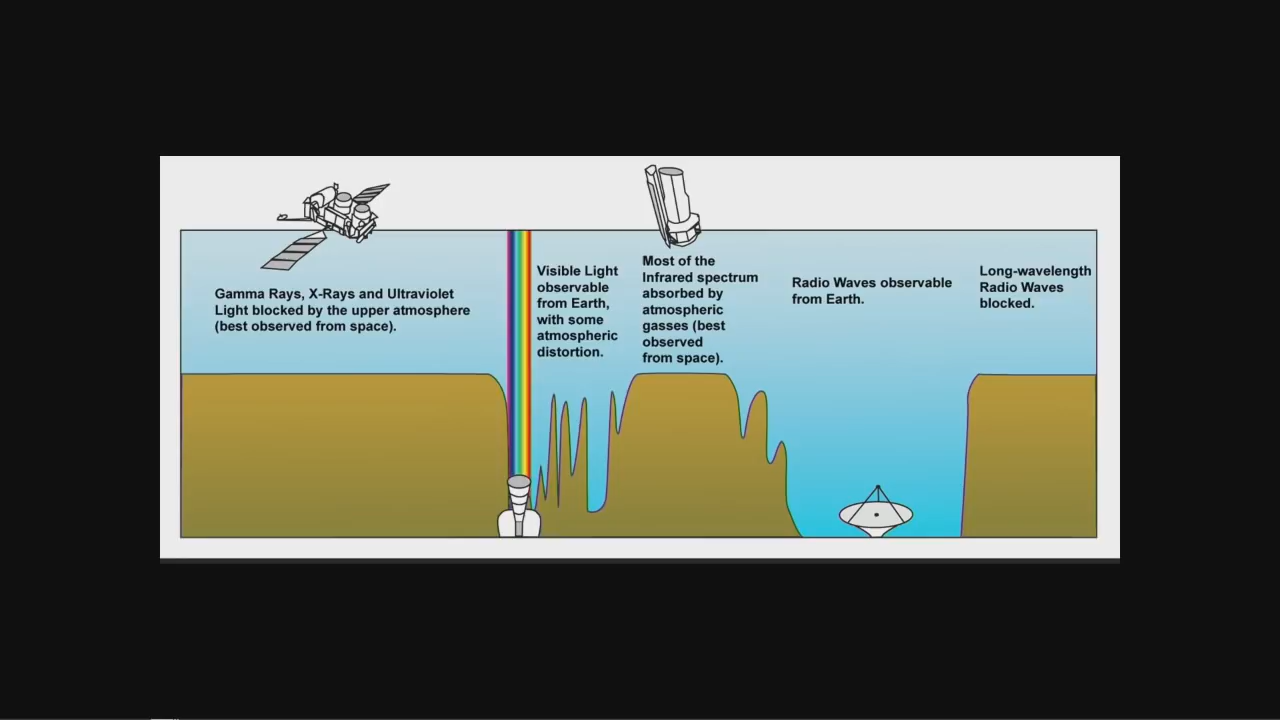 Gamma Rays, X-Rays and Ultraviolet
Light blocked by the upper atmosphere
(best observed from space).
Visible Light
observable
from Earth,
with some
atmospheric
distortion.
Most of the
Infrared spectrum
absorbed by
atmospheric
gasses (best
observed
from space).
Radio Waves observable
from Earth.
Long-wavelength
Radio Waves
blocked.